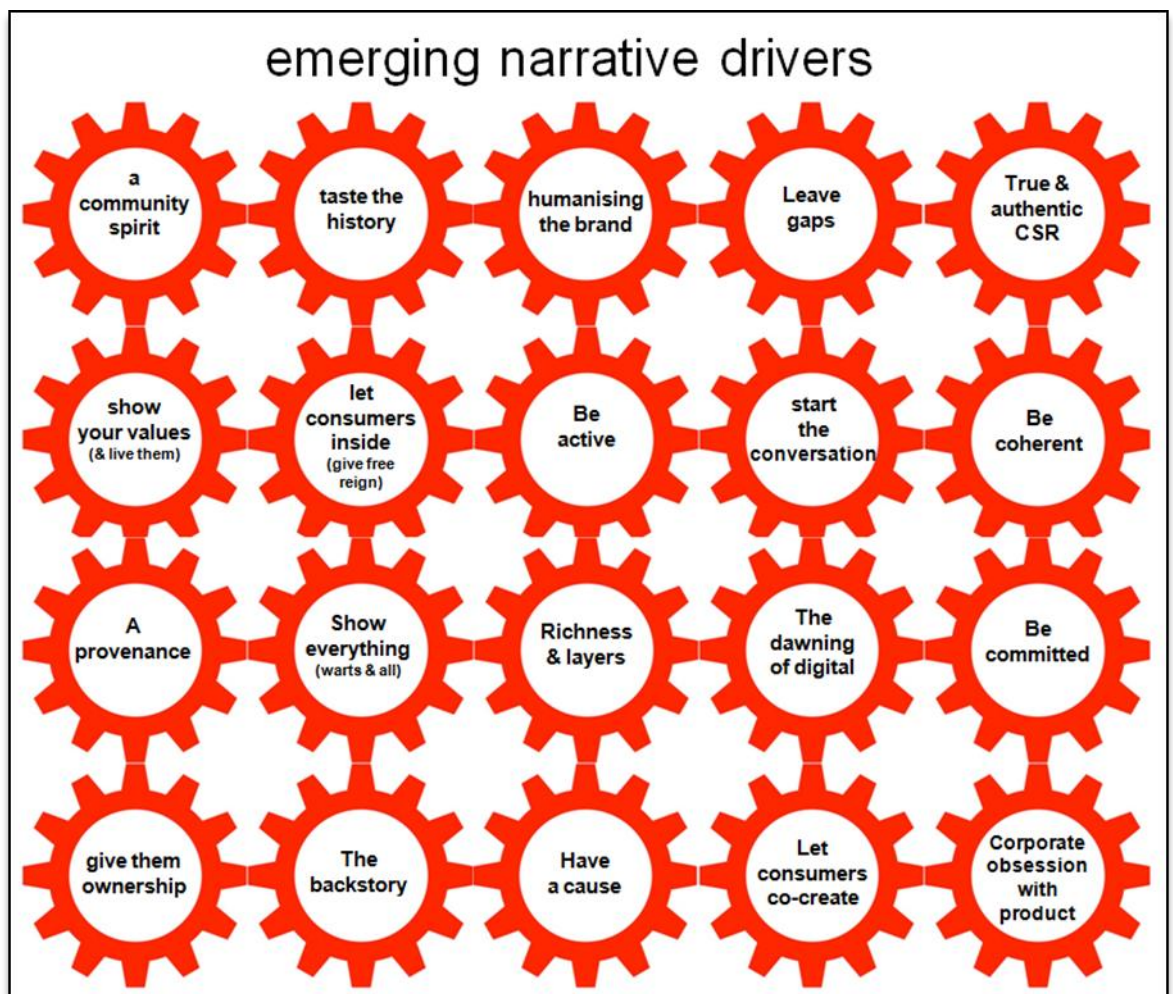 emerging narrative drivers
a
community
spirit
taste the
history
humanising
the brand
Leave
gaps
True &
authentic
CSR
show
your values
(& live them)
let
consumers
inside
(give free
reign)
Be
active
start
the
conversation
Be
coherent
A
provenance
Show
everything
(warts & all)
Richness
& layers
The
dawning
of digital
Be
committed
give them
ownership
The
backstory
Have
a cause
Let
consumers
co-create
Corporate
obsession
with
product